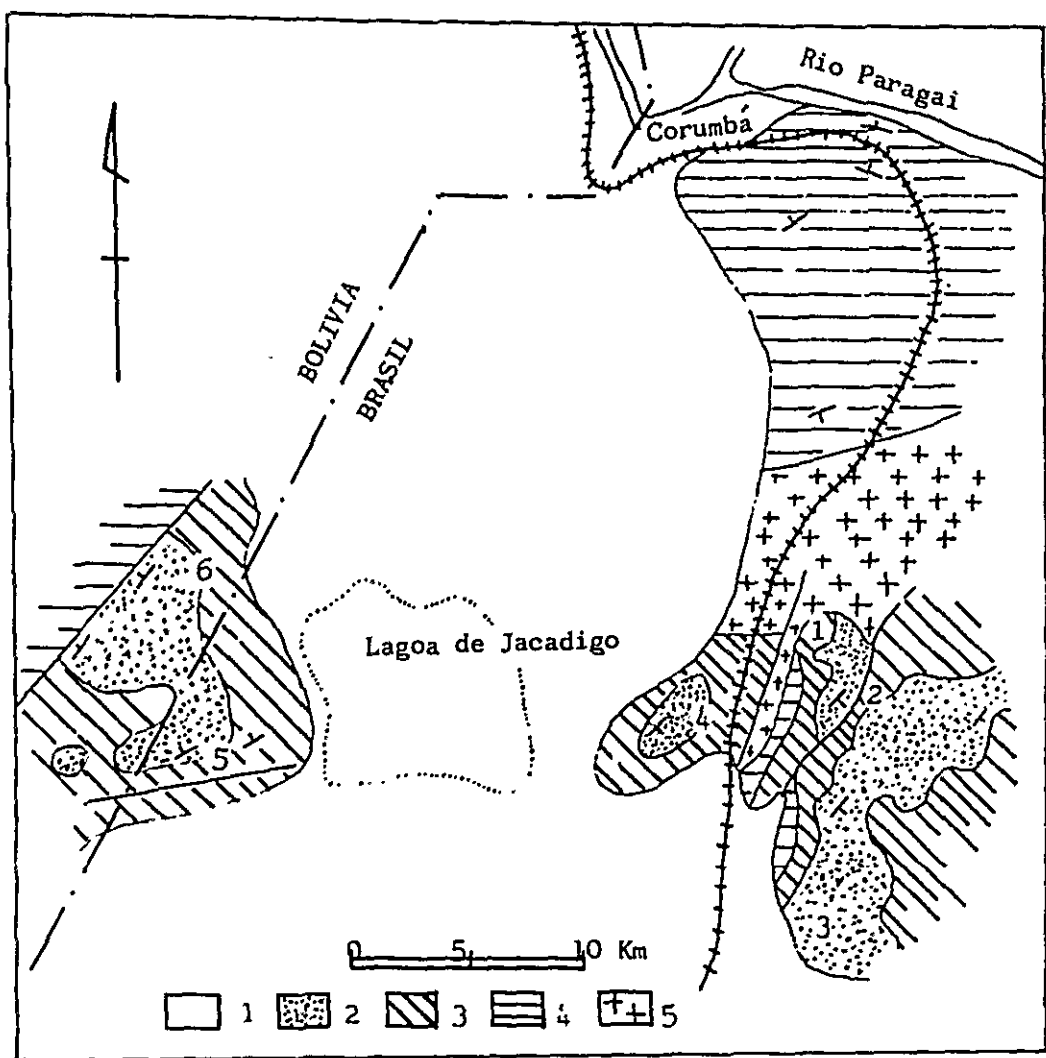 Rio Paragai
Corumbá
BOLIVIA
BRASIL
6
Lagoa de Jacadigo
1
2
4
5
3
0 5 10 Km
1 2 3 4 5